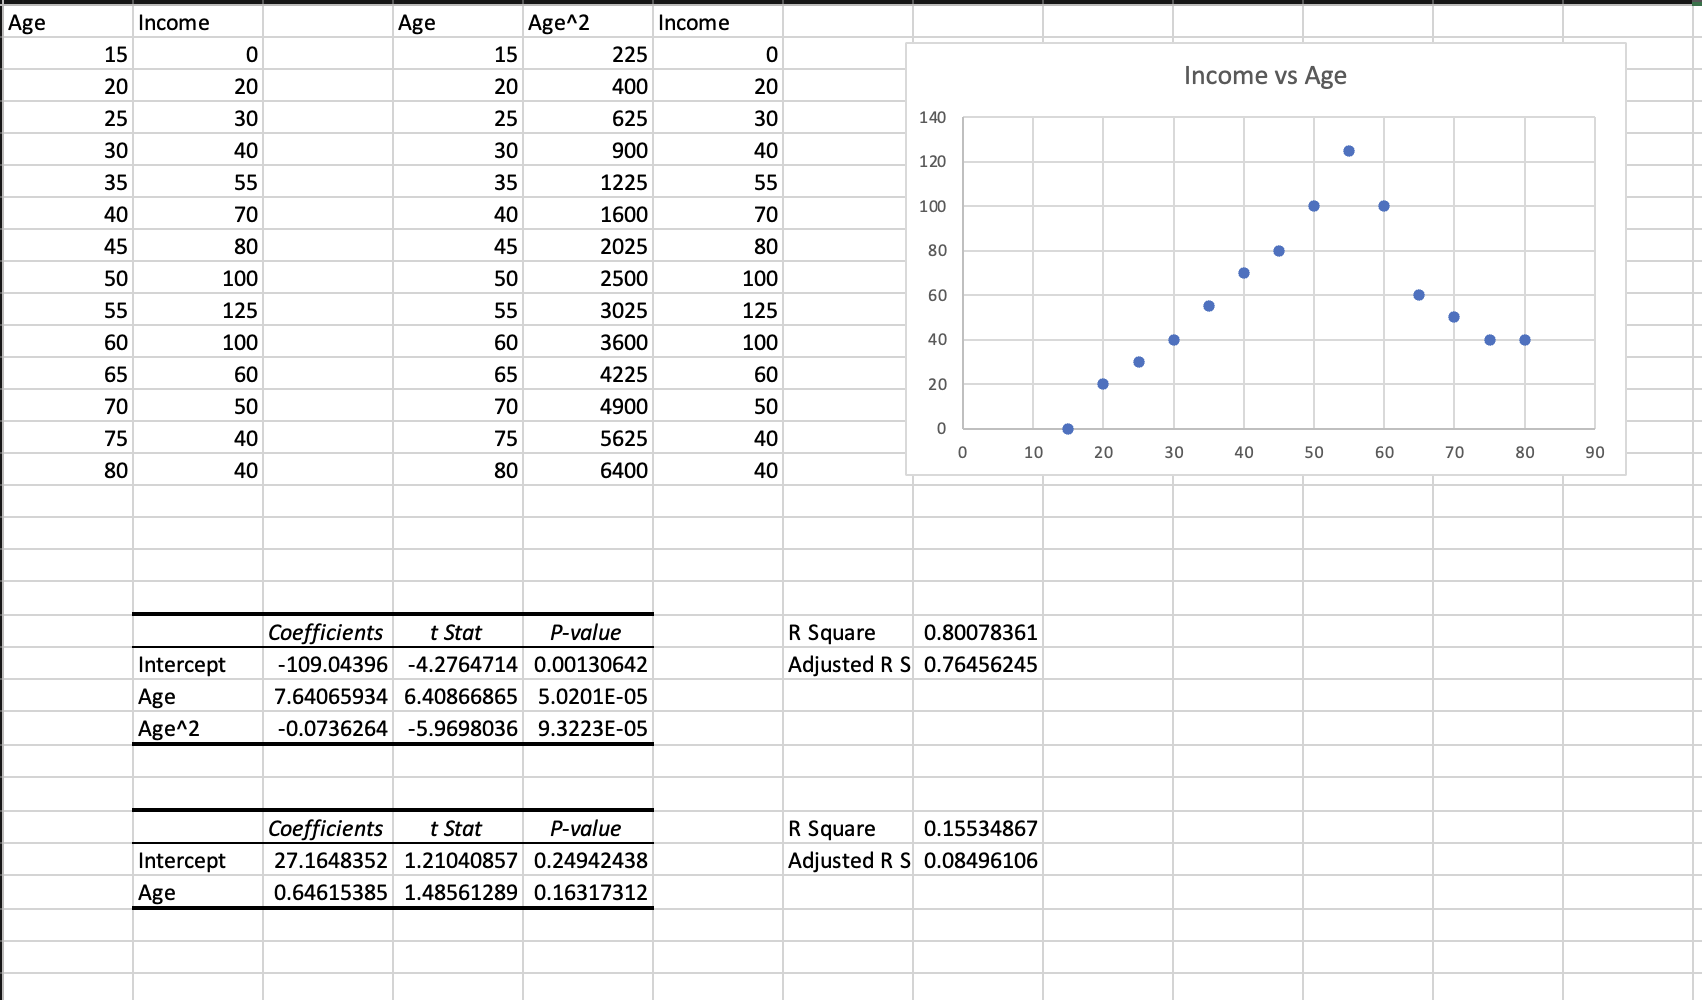 Age Income Age Age^2 Income
15 0 15 225 0
20 20 20 400 20
25 30 25 625 30
30 40 30 900 40
35 55 35 1225 55
40 70 40 1600 70
45 80 45 2025 80
50 100 50 2500 100
55 125 55 3025 125
60 100 60 3600 100
65 60 65 4225 60
70 50 70 4900 50
75 40 75 5625 40
80 40 80 6400 40
Income vs Age
140
120
100
80
60
40
20
0
0 10 20 30 40 50 60 70 80 90
Coefficients t Stat P-value R Square 0.80078361
Intercept -109.04396 -4.2764714 0.00130642 Adjusted R S 0.76456245
Age 7.64065934 6.40866865 5.0201E-05
Age^2 -0.0736264 -5.9698036 9.3223E-05
Coefficients t Stat P-value R Square 0.15534867
Intercept 27.1648352 1.21040857 0.24942438 Adjusted R S 0.08496106
Age 0.64615385 1.48561289 0.16317312